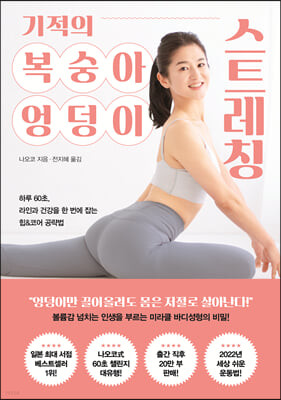 기적의
복숭아
엉덩이
스트레칭
나오코 지음·전지혜 옮김
하루 60초,
라인과 건강을 한 번에 잡는
힙&코어 공략법
"엉덩이만 끌어올려도 몸은 저절로 살아난다!"
볼륨감 넘치는 인생을 부르는 미라클 바디성형의 비밀!
일본 최대 서점
베스트셀러
1위!
나오코式
60초 챌린지
대유행!
출간 직후
20만 부
판매!
2022년
세상 쉬운
운동법!